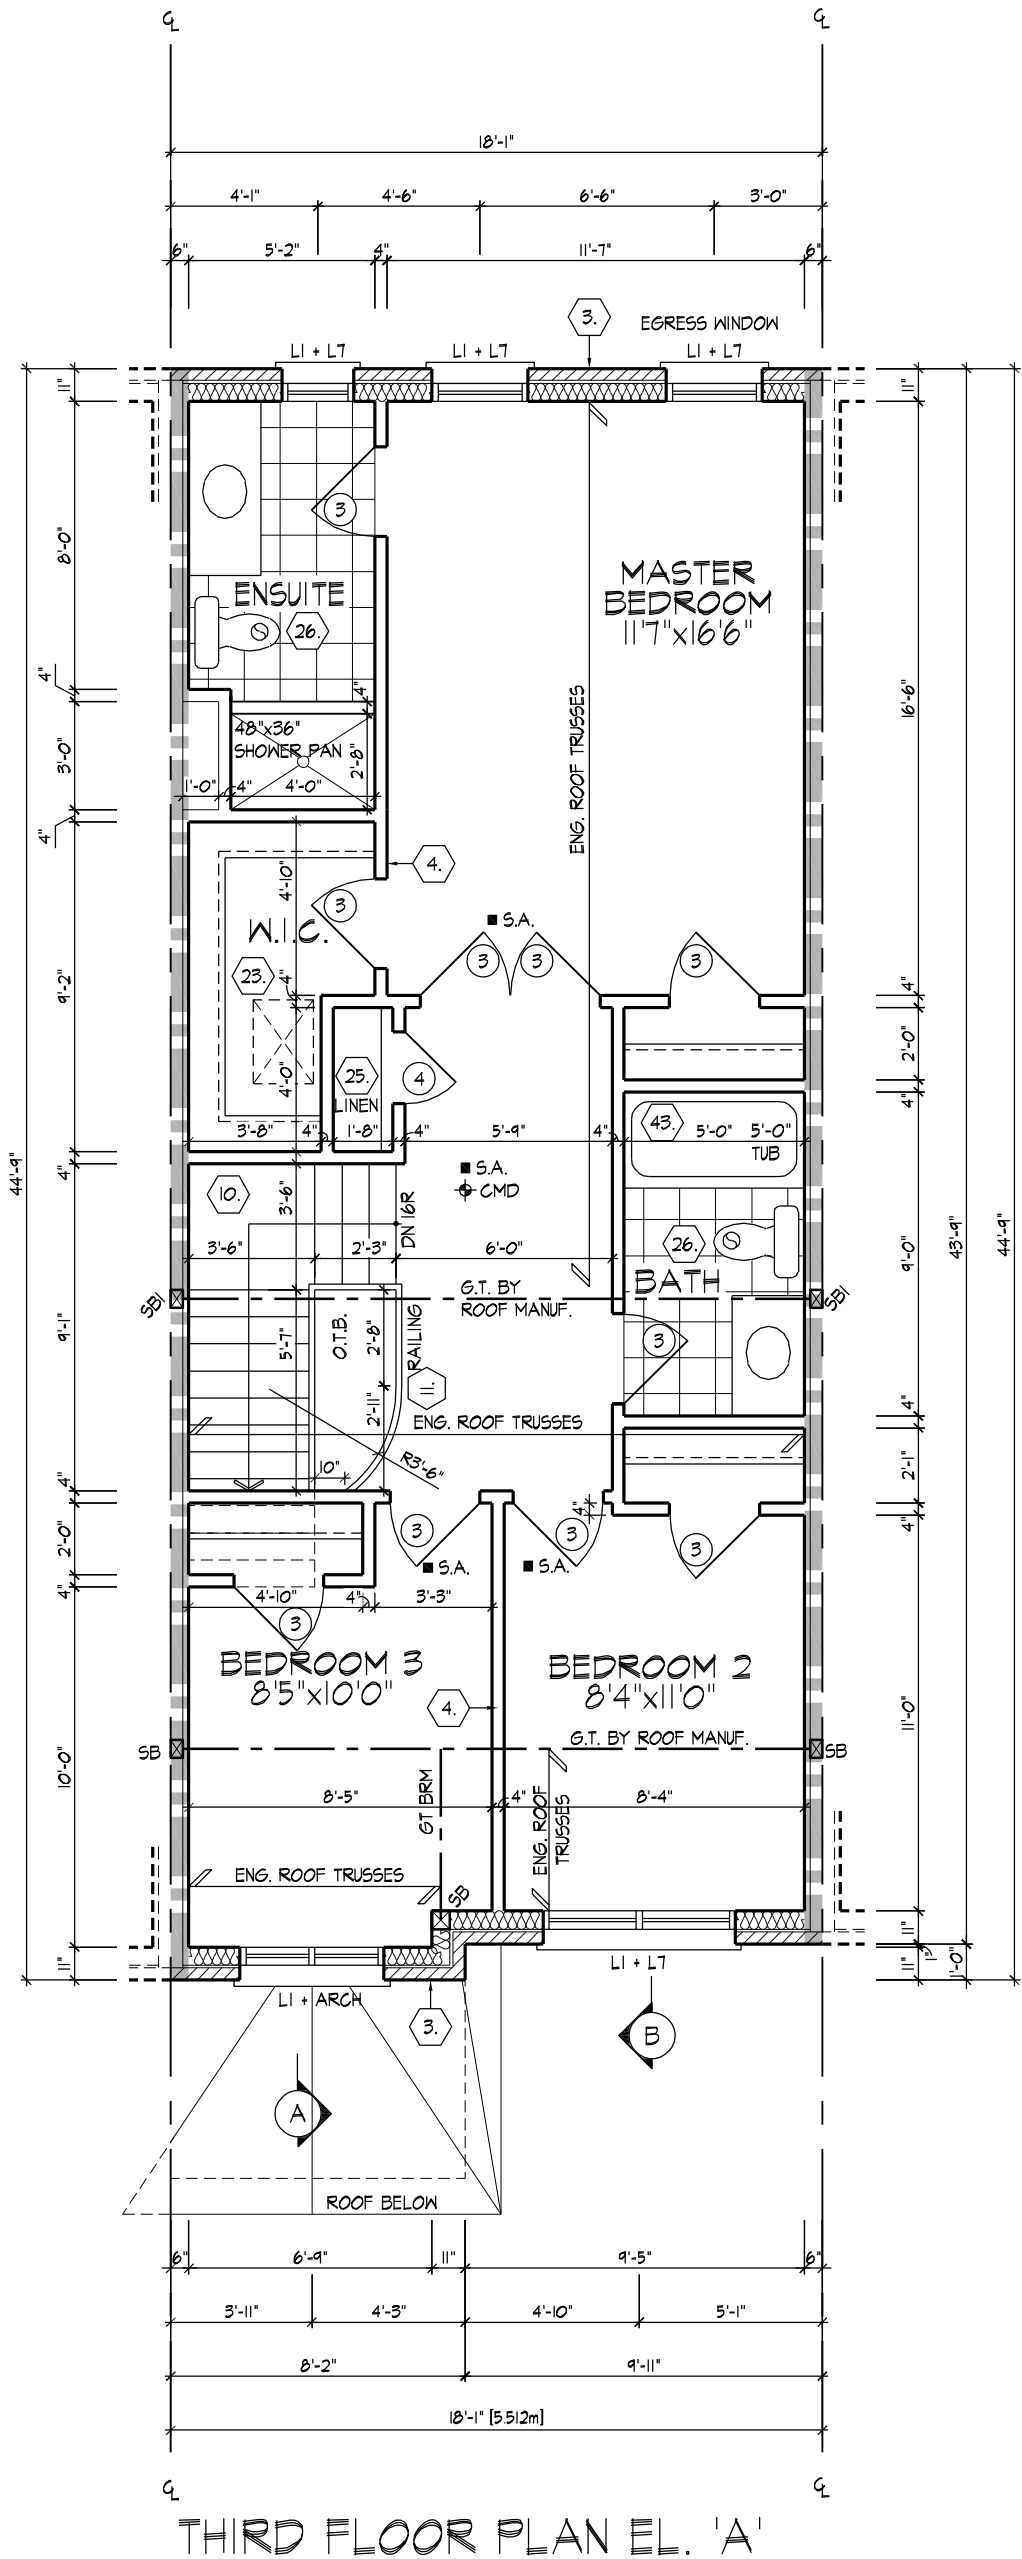 ℄ ℄
18'-1"
4'-1" 4'-6" 6'-6" 3'-0"
6" 5'-2" 4" 11'-7" 6"
3.
EGRESS WINDOW
L1 + L7 L1 + L7 L1 + L7
11" 11"
3
8'-0"
MASTER
BEDROOM
11'7"x16'6"
ENSUITE
26.
4"
4"
16'-6"
48"x36"
SHOWER PAN
3'-0"
2'-8"
1'-0" 4" 4'-0"
ENG. ROOF TRUSSES
4"
4.
4'-10"
3
S.A.
W.I.C.
3 3 3
23.
9'-2"
4"
4"
2'-0"
25.
4
LINEN
4'-0"
4"
43.
3'-8" 4" 1'-8" 4" 5'-9" 4" 5'-0" 5'-0"
TUB
44'-9"
4"
S.A.
CMD
10.
3'-6"
DN 16R
3'-6" 2'-3" 6'-0"
26.
9'-0"
43'-9"
44'-9"
BATH
G.T. BY
ROOF MANUF.
SB1 SB1
9'-1"
5'-7"
O.T.B.
2'-8"
RAILING
3
11.
2'-11"
4"
ENG. ROOF TRUSSES
R3'-6"
10"
2'-1"
4"
4"
4"
2'-0"
3 3 3
S.A. S.A.
4"
4'-10" 4" 3'-3"
3
BEDROOM 3
8'5"x10'0"
BEDROOM 2
8'4"x11'0"
4.
11'-0"
G.T. BY ROOF MANUF.
SB SB
10'-0"
8'-5" 4" 8'-4"
GT BRM
ENG. ROOF
TRUSSES
ENG. ROOF TRUSSES
SB
11"
1"
1'-0"
11" 11"
L1 + L7
L1 + ARCH
3.
B
A
ROOF BELOW
6" 6'-9" 11" 9'-5" 6"
3'-11" 4'-3" 4'-10" 5'-1"
8'-2" 9'-11"
18'-1" [5.512m]
℄ ℄
THIRD FLOOR PLAN EL. 'A'